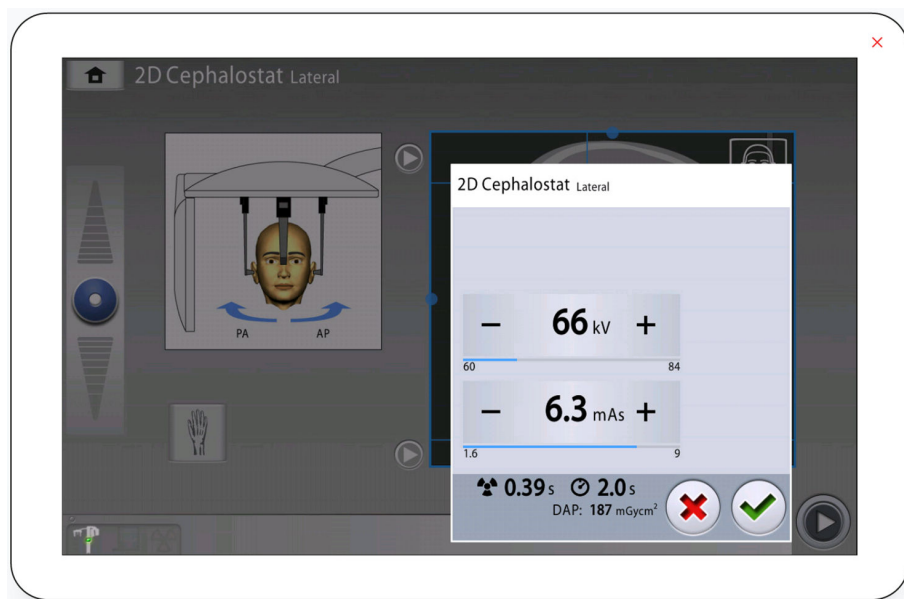 2D Cephalostat Lateral
PA AP
2D Cephalostat Lateral
− 66 kV +
60 84
− 6.3 mAs +
1.6 9
0.39 s 2.0 s
DAP: 187 mGycm²